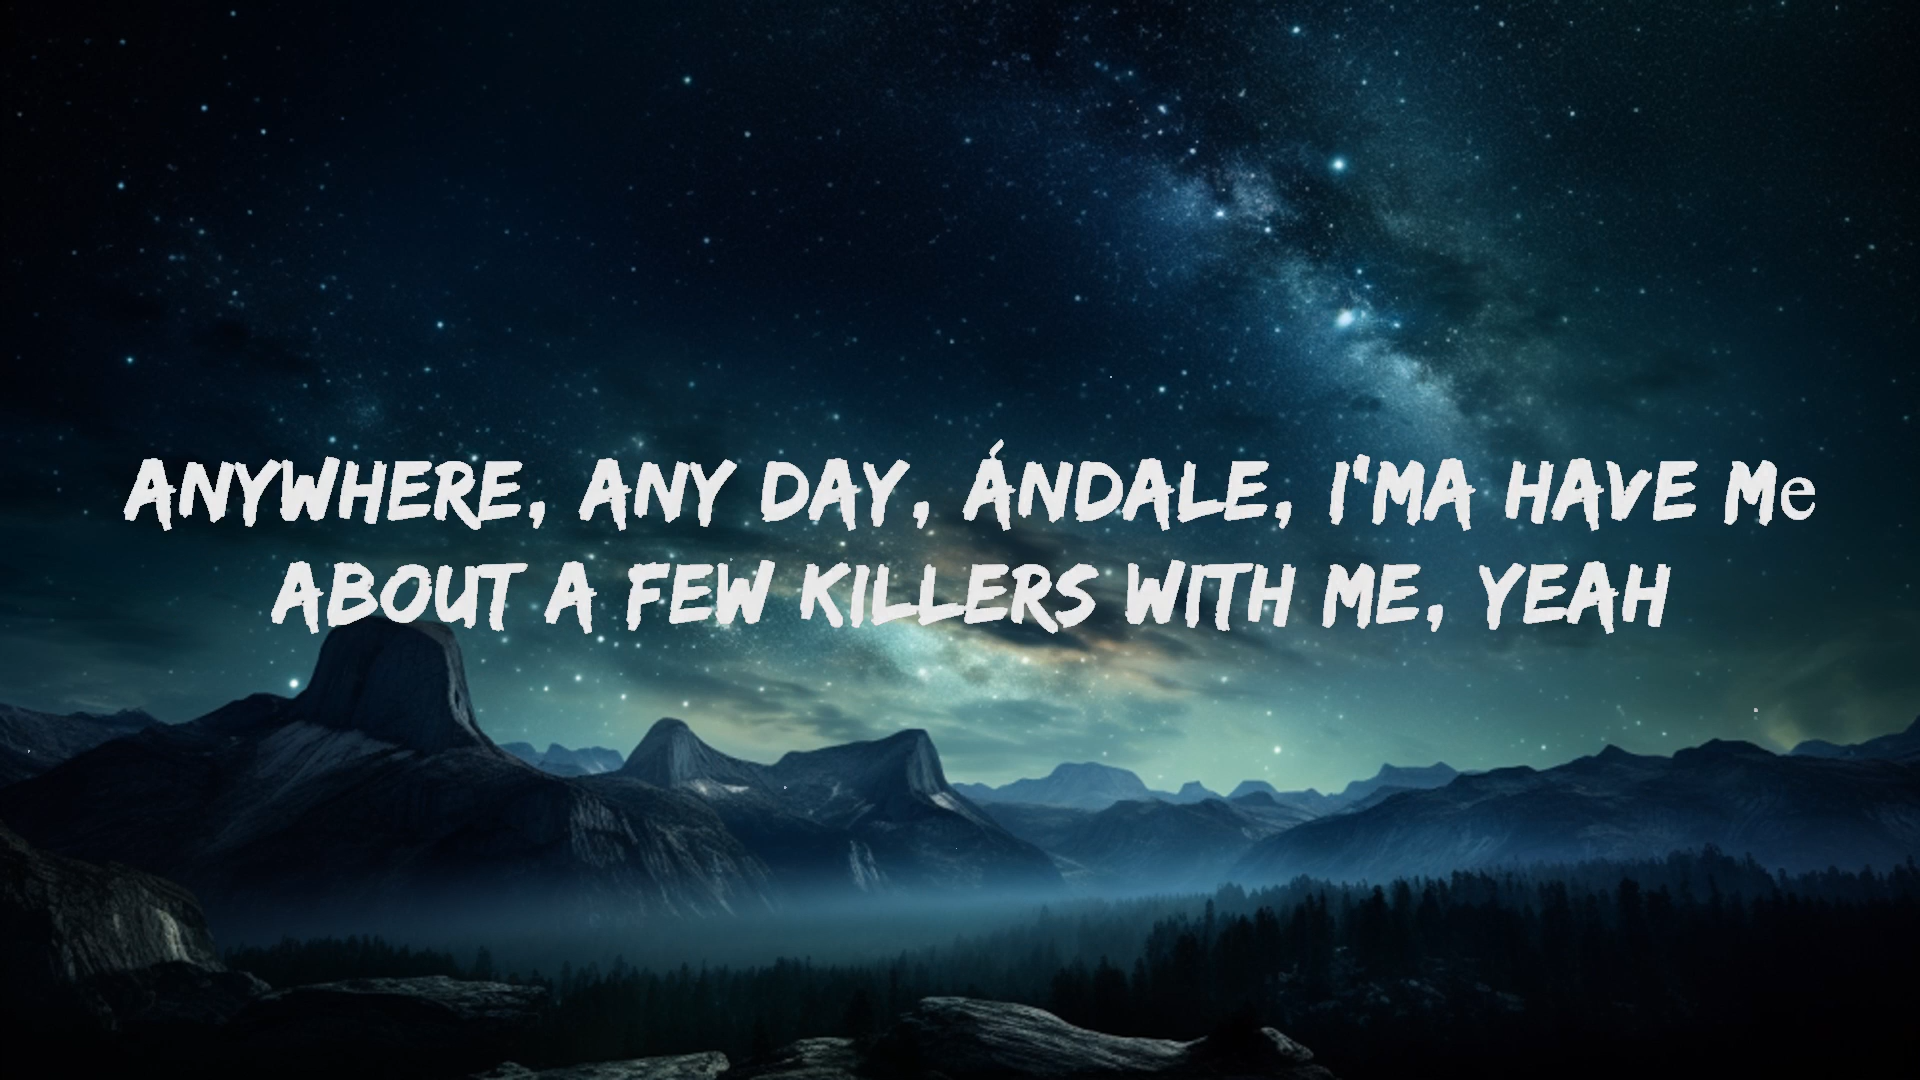 ANYWHERE, ANY DAY, ÁNDALE, I'MA HAVE Me
ABOUT A FEW KILLERS WITH ME, YEAH